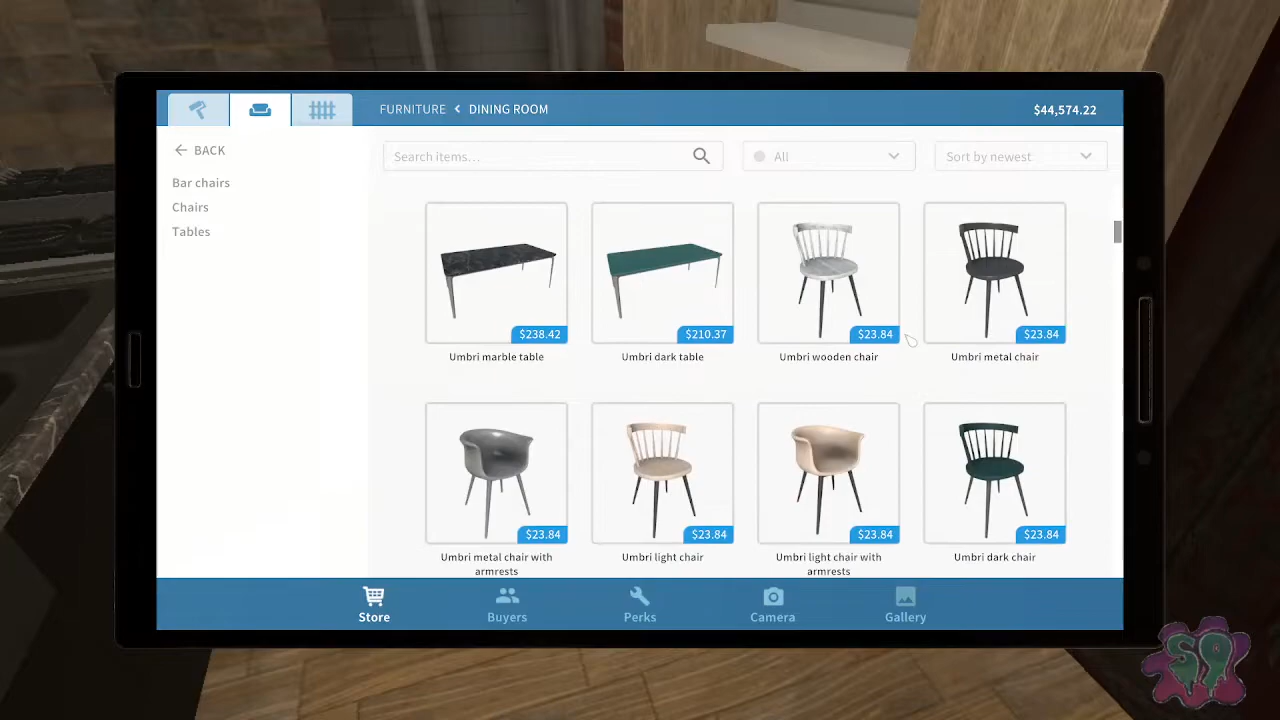 FURNITURE < DINING ROOM
$44,574.22
BACK
Search items...
All
Sort by newest
Bar chairs
Chairs
Tables
$238.42
$210.37
$23.84
$23.84
Umbri marble table
Umbri dark table
Umbri wooden chair
Umbri metal chair
$23.84
$23.84
$23.84
$23.84
Umbri metal chair with
armrests
Umbri light chair
Umbri light chair with
armrests
Umbri dark chair
Store
Buyers
Perks
Camera
Gallery